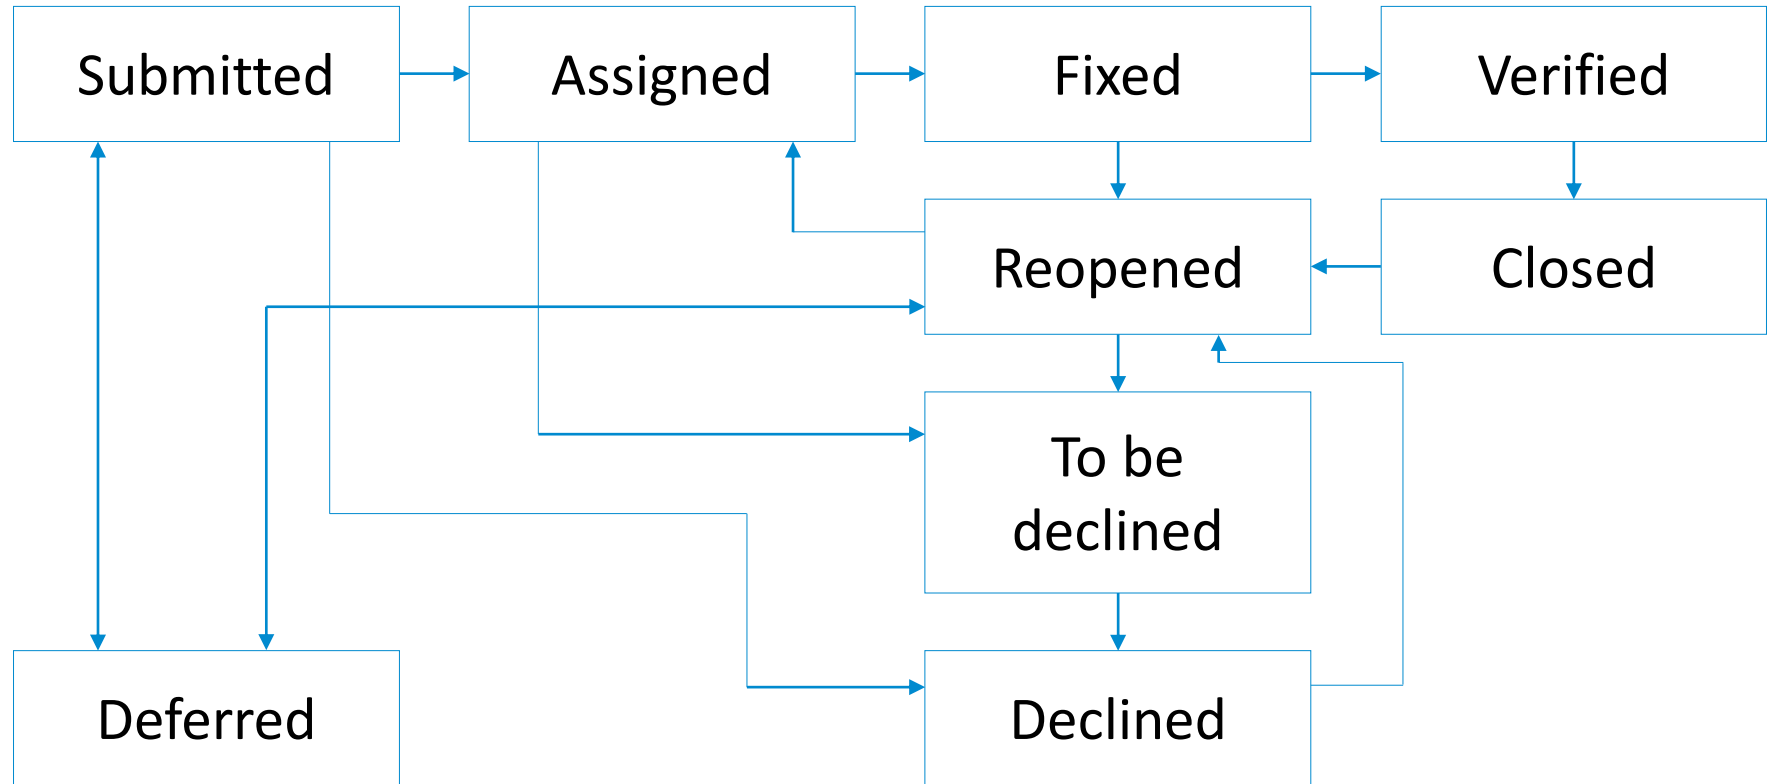 Submitted
Assigned
Fixed
Verified
Reopened
Closed
To be
declined
Deferred
Declined